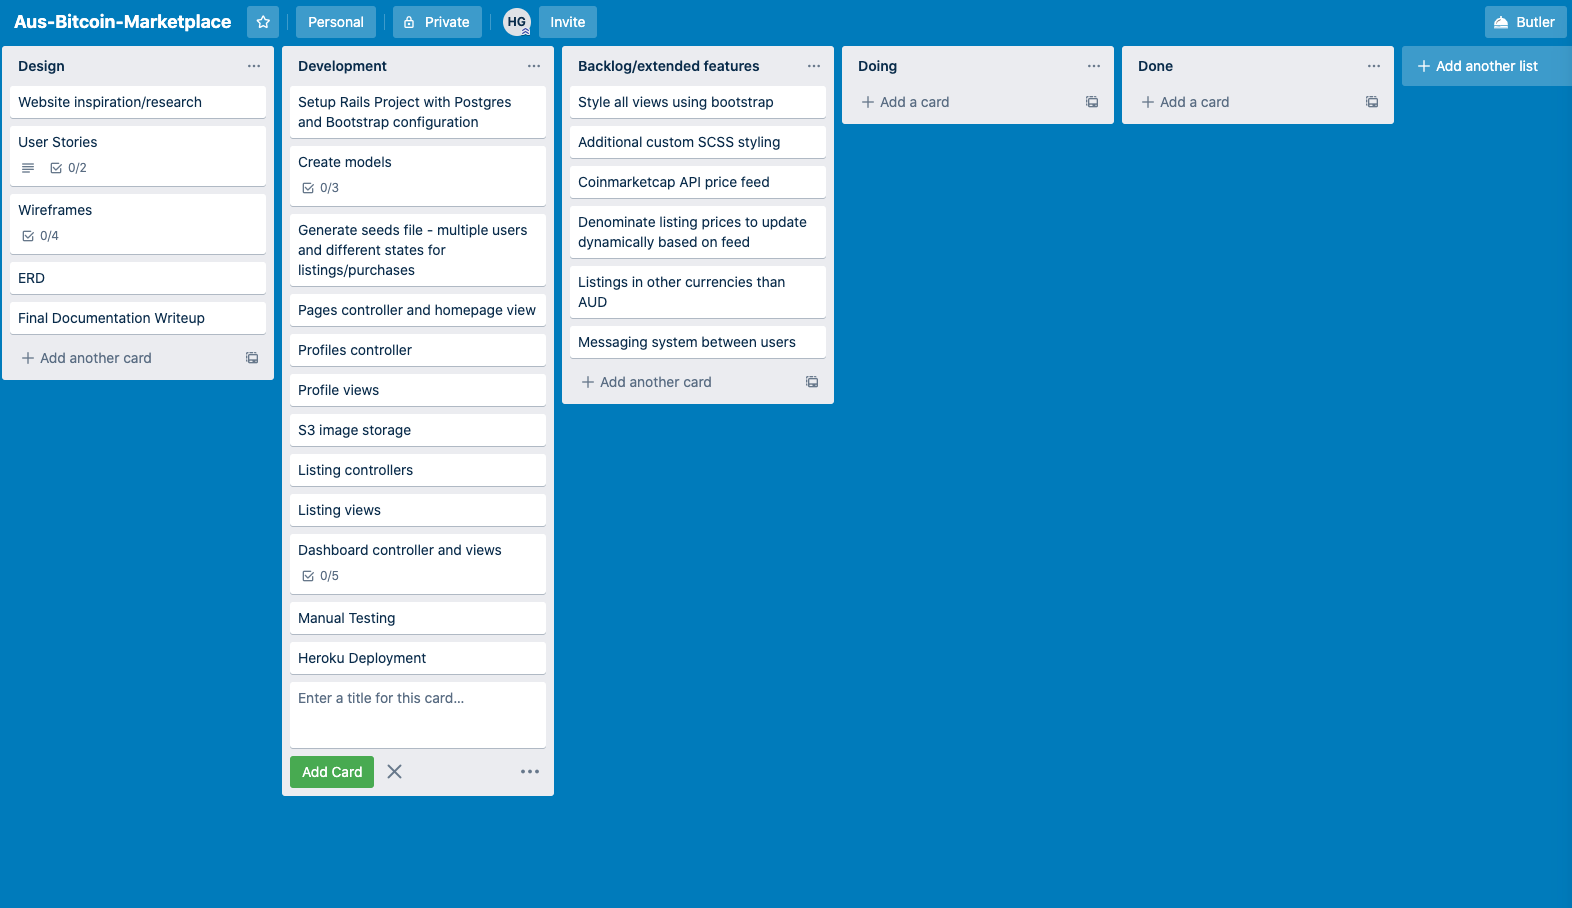 Aus-Bitcoin-Marketplace
Personal
Private
HG
Invite
Butler
Design
Website inspiration/research
User Stories
0/2
Wireframes
0/4
ERD
Final Documentation Writeup
Add another card
Development
Setup Rails Project with Postgres
and Bootstrap configuration
Create models
0/3
Generate seeds file - multiple users
and different states for
listings/purchases
Pages controller and homepage view
Profiles controller
Profile views
S3 image storage
Listing controllers
Listing views
Dashboard controller and views
0/5
Manual Testing
Heroku Deployment
Enter a title for this card...
Add Card
Backlog/extended features
Style all views using bootstrap
Additional custom SCSS styling
Coinmarketcap API price feed
Denominate listing prices to update
dynamically based on feed
Listings in other currencies than
AUD
Messaging system between users
Add another card
Doing
Add a card
Done
Add a card
Add another list